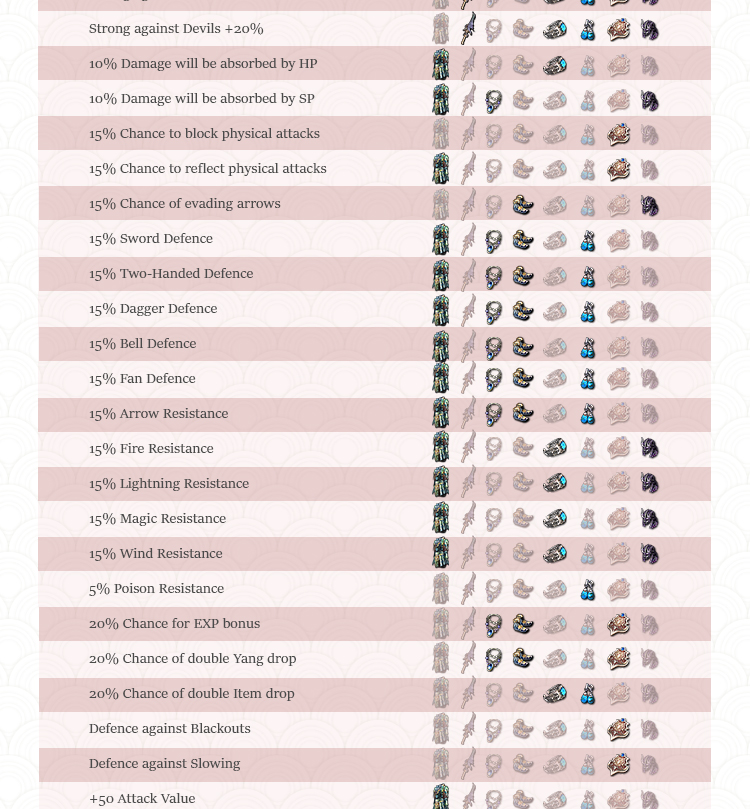 Strong against Devils +20%
10% Damage will be absorbed by HP
10% Damage will be absorbed by SP
15% Chance to block physical attacks
15% Chance to reflect physical attacks
15% Chance of evading arrows
15% Sword Defence
15% Two-Handed Defence
15% Dagger Defence
15% Bell Defence
15% Fan Defence
15% Arrow Resistance
15% Fire Resistance
15% Lightning Resistance
15% Magic Resistance
15% Wind Resistance
5% Poison Resistance
20% Chance for EXP bonus
20% Chance of double Yang drop
20% Chance of double Item drop
Defence against Blackouts
Defence against Slowing
+50 Attack Value